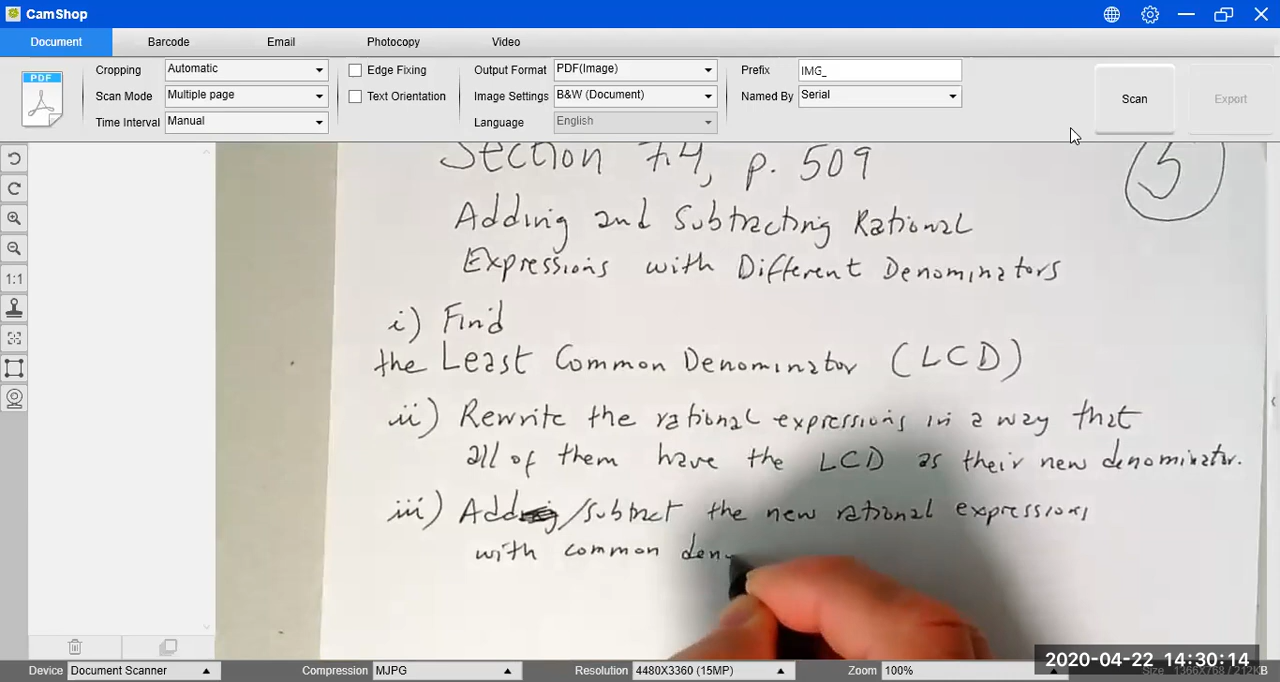 CamShop
Document Barcode Email Photocopy Video
PDF
Cropping Automatic
Scan Mode Multiple page
Time Interval Manual
Edge Fixing
Text Orientation
Output Format PDF(Image)
Image Settings B&W (Document)
Language English
Prefix IMG_
Named By Serial
Scan
Export
1:1
Section 7.4, p. 509
5
Adding and Subtracting Rational
Expressions with Different Denominators
i) Find
the Least Common Denominator (LCD)
ii) Rewrite the rational expressions in a way that
all of them have the LCD as their new denominator.
iii) Add/subtract the new rational expressions
with common den
Device Document Scanner Compression MJPG Resolution 4480X3360 (15MP) Zoom 100%
2020-04-22 14:30:14